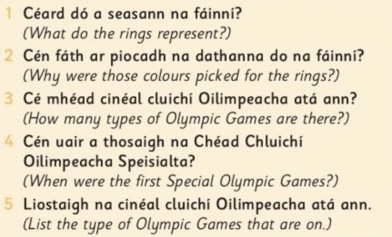 1 Céard dó a seasann na fáinní?
(What do the rings represent?)
2 Cén fáth ar piocadh na dathanna do na fáinní?
(Why were those colours picked for the rings?)
3 Cé mhéad cinéal cluichí Oilimpeacha atá ann?
(How many types of Olympic Games are there?)
4 Cén uair a thosaigh na Chéad Chluichí
Oilimpeacha Speisialta?
(When were the first Special Olympic Games?)
5 Liostaigh na cinéal cluichí Oilimpeacha atá ann.
(List the type of Olympic Games that are on.)